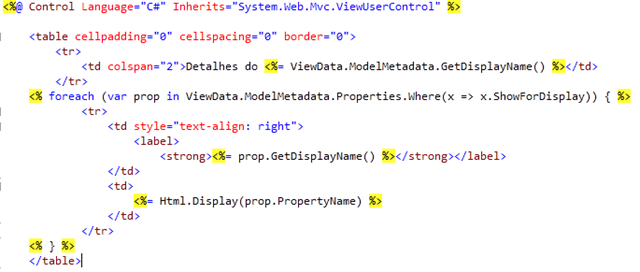 <%@ Control Language="C#" Inherits="System.Web.Mvc.ViewUserControl" %>
<table cellpadding="0" cellspacing="0" border="0">
<tr>
<td colspan="2">Detalhes do <%= ViewData.ModelMetadata.GetDisplayName() %></td>
</tr>
<% foreach (var prop in ViewData.ModelMetadata.Properties.Where(x => x.ShowForDisplay)) { %>
<tr>
<td style="text-align: right">
<label>
<strong><%= prop.GetDisplayName() %></strong></label>
</td>
<td>
<%= Html.Display(prop.PropertyName) %>
</td>
</tr>
<% } %>
</table>